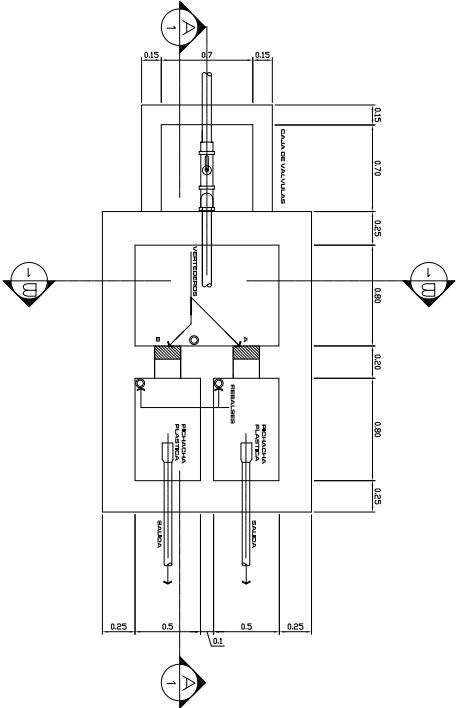 A
1
0.15
0.7
0.15
0.15
CAJA DE VALVULAS
0.70
0.25
VERTEDEROS
0.80
B
1
B
1
B
A
0.20
REBALSES
PICHACHA
PLASTICA
PICHACHA
PLASTICA
0.80
0.25
SALIDA
SALIDA
0.25
0.5
0.5
0.25
0.1
A
1